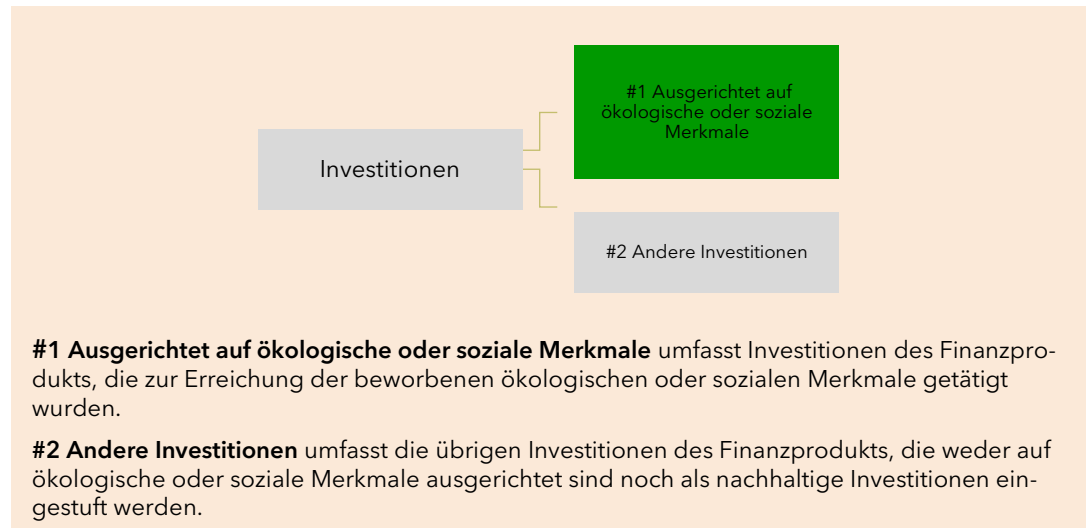 #1 Ausgerichtet auf
ökologische oder soziale
Merkmale
Investitionen
#2 Andere Investitionen
#1 Ausgerichtet auf ökologische oder soziale Merkmale umfasst Investitionen des Finanzpro-
dukts, die zur Erreichung der beworbenen ökologischen oder sozialen Merkmale getätigt
wurden.
#2 Andere Investitionen umfasst die übrigen Investitionen des Finanzprodukts, die weder auf
ökologische oder soziale Merkmale ausgerichtet sind noch als nachhaltige Investitionen ein-
gestuft werden.